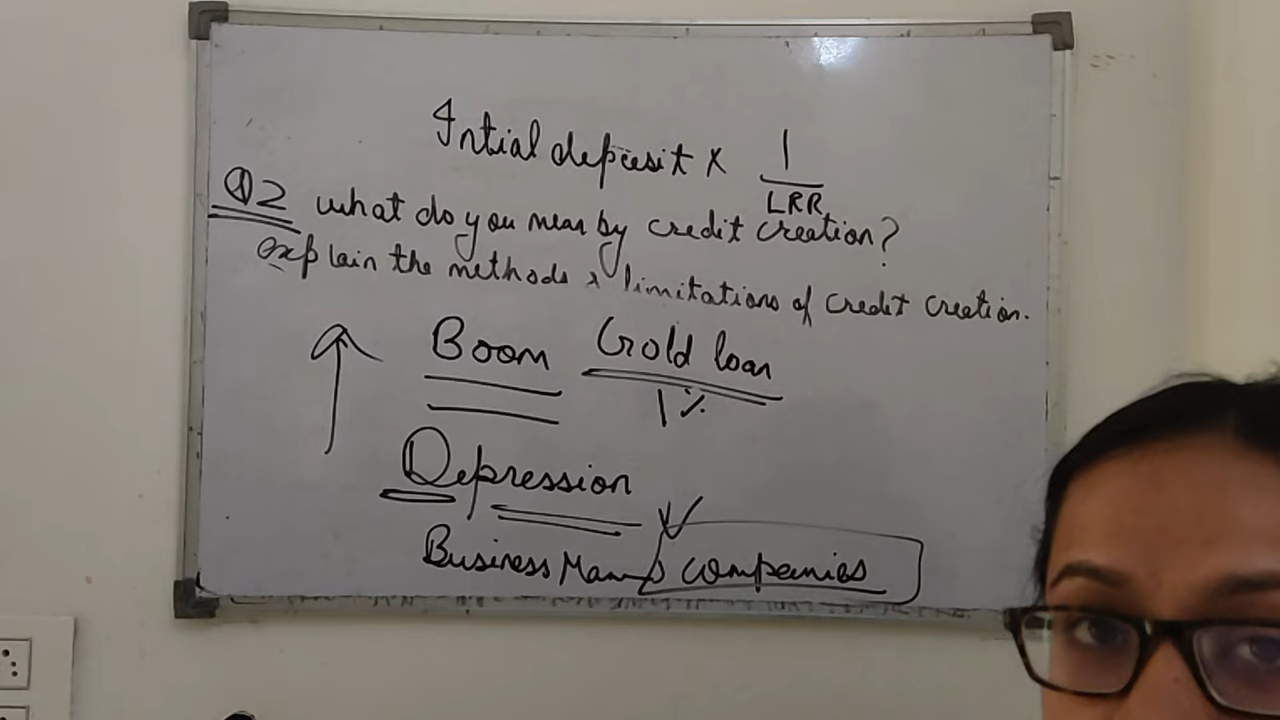 Intial deposit x 1/LRR
Q2 what do you mean by credit creation?
explain the methods & limitations of credit creation.
Boom Gold loan
1%
Depression
Business Man companies